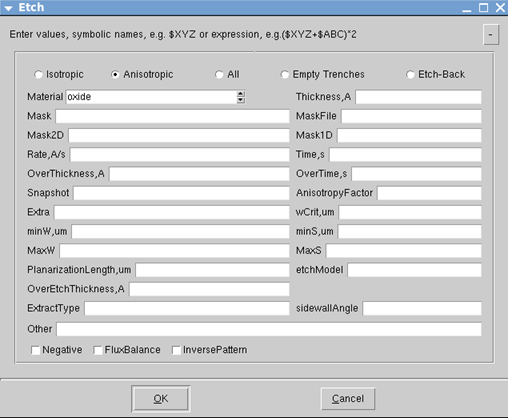 Etch
Enter values, symbolic names, e.g. $XYZ or expression, e.g.($XYZ+$ABC)*2 -
Isotropic Anisotropic All Empty Trenches Etch-Back
Material oxide Thickness,A
Mask MaskFile
Mask2D Mask1D
Rate,A/s Time,s
OverThickness,A OverTime,s
Snapshot AnisotropyFactor
Extra wCrit,um
minW,um minS,um
MaxW MaxS
PlanarizationLength,um etchModel
OverEtchThickness,A
ExtractType sidewallAngle
Other
Negative FluxBalance InversePattern
OK Cancel